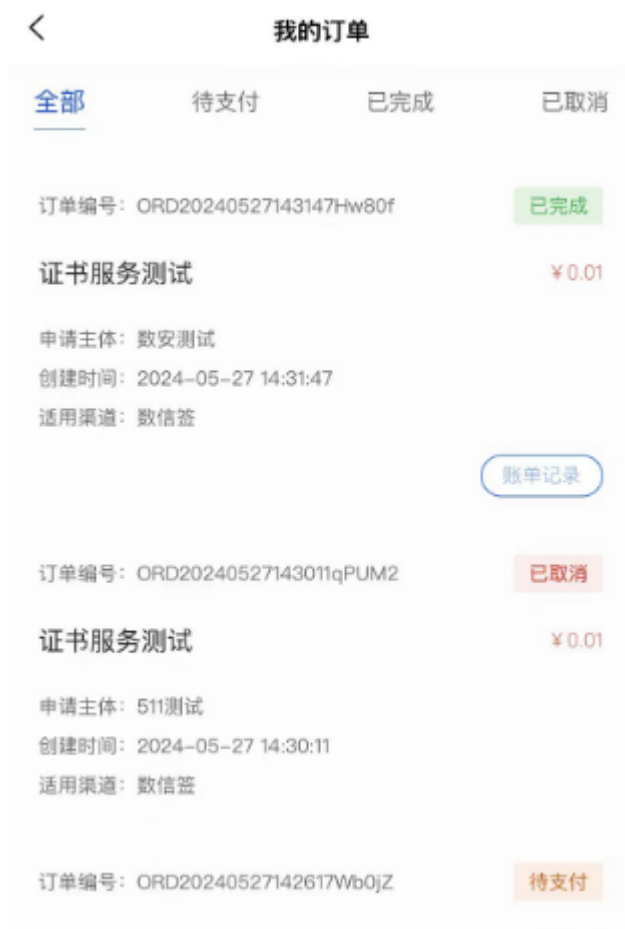 我的订单
全部 待支付 已完成 已取消
订单编号：ORD20240527143147Hw80f 已完成
证书服务测试 ￥0.01
申请主体：数安测试
创建时间：2024-05-27 14:31:47
适用渠道：数信签
账单记录
订单编号：ORD20240527143011qPUM2 已取消
证书服务测试 ￥0.01
申请主体：511测试
创建时间：2024-05-27 14:30:11
适用渠道：数信签
订单编号：ORD20240527142617Wb0jZ 待支付